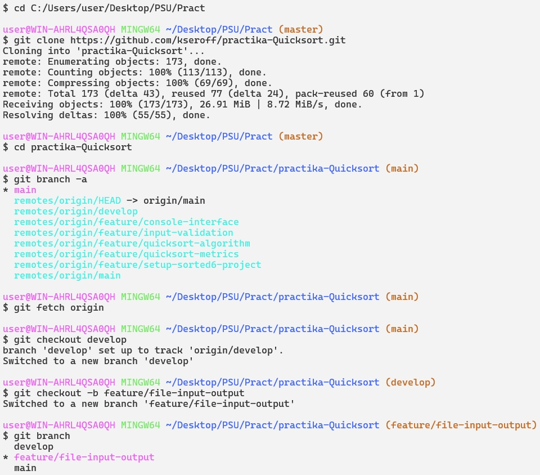 $ cd C:/Users/user/Desktop/PSU/Pract
user@WIN-AHRL4QSA0QH MINGW64 ~/Desktop/PSU/Pract (master)
$ git clone https://github.com/kseroff/practika-Quicksort.git
Cloning into 'practika-Quicksort'...
remote: Enumerating objects: 173, done.
remote: Counting objects: 100% (113/113), done.
remote: Compressing objects: 100% (69/69), done.
remote: Total 173 (delta 43), reused 77 (delta 24), pack-reused 60 (from 1)
Receiving objects: 100% (173/173), 26.91 MiB | 8.72 MiB/s, done.
Resolving deltas: 100% (55/55), done.
user@WIN-AHRL4QSA0QH MINGW64 ~/Desktop/PSU/Pract (master)
$ cd practika-Quicksort
user@WIN-AHRL4QSA0QH MINGW64 ~/Desktop/PSU/Pract/practika-Quicksort (main)
$ git branch -a
* main
remotes/origin/HEAD -> origin/main
remotes/origin/develop
remotes/origin/feature/console-interface
remotes/origin/feature/input-validation
remotes/origin/feature/quicksort-algorithm
remotes/origin/feature/quicksort-metrics
remotes/origin/feature/setup-sorted6-project
remotes/origin/main
user@WIN-AHRL4QSA0QH MINGW64 ~/Desktop/PSU/Pract/practika-Quicksort (main)
$ git fetch origin
user@WIN-AHRL4QSA0QH MINGW64 ~/Desktop/PSU/Pract/practika-Quicksort (main)
$ git checkout develop
branch 'develop' set up to track 'origin/develop'.
Switched to a new branch 'develop'
user@WIN-AHRL4QSA0QH MINGW64 ~/Desktop/PSU/Pract/practika-Quicksort (develop)
$ git checkout -b feature/file-input-output
Switched to a new branch 'feature/file-input-output'
user@WIN-AHRL4QSA0QH MINGW64 ~/Desktop/PSU/Pract/practika-Quicksort (feature/file-input-output)
$ git branch
develop
* feature/file-input-output
main